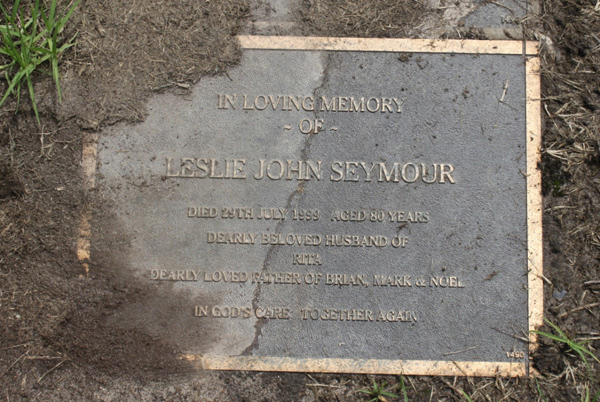 IN LOVING MEMORY
~ OF ~
LESLIE JOHN SEYMOUR
DIED 29TH JULY 1999 AGED 80 YEARS
DEARLY BELOVED HUSBAND OF
RITA
DEARLY LOVED FATHER OF BRIAN, MARK & NOEL
IN GOD'S CARE TOGETHER AGAIN